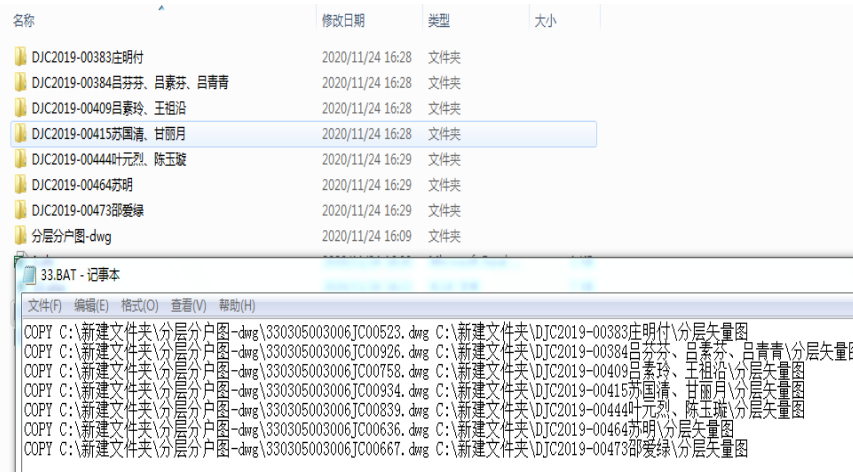 名称 修改日期 类型 大小
DJC2019-00383庄明付 2020/11/24 16:28 文件夹
DJC2019-00384吕芬芬、吕素芬、吕青青 2020/11/24 16:28 文件夹
DJC2019-00409吕素玲、王祖沿 2020/11/24 16:28 文件夹
DJC2019-00415苏国清、甘丽月 2020/11/24 16:28 文件夹
DJC2019-00444叶元烈、陈玉璇 2020/11/24 16:29 文件夹
DJC2019-00464苏明 2020/11/24 16:29 文件夹
DJC2019-00473邵爱绿 2020/11/24 16:29 文件夹
分层分户图-dwg 2020/11/24 16:09 文件夹
33.BAT - 记事本
文件(F) 编辑(E) 格式(O) 查看(V) 帮助(H)
COPY C:\新建文件夹\分层分户图-dwg\330305003006JC00523.dwg C:\新建文件夹\DJC2019-00383庄明付\分层矢量图
COPY C:\新建文件夹\分层分户图-dwg\330305003006JC00926.dwg C:\新建文件夹\DJC2019-00384吕芬芬、吕素芬、吕青青\分层矢量图
COPY C:\新建文件夹\分层分户图-dwg\330305003006JC00758.dwg C:\新建文件夹\DJC2019-00409吕素玲、王祖沿\分层矢量图
COPY C:\新建文件夹\分层分户图-dwg\330305003006JC00934.dwg C:\新建文件夹\DJC2019-00415苏国清、甘丽月\分层矢量图
COPY C:\新建文件夹\分层分户图-dwg\330305003006JC00839.dwg C:\新建文件夹\DJC2019-00444叶元烈、陈玉璇\分层矢量图
COPY C:\新建文件夹\分层分户图-dwg\330305003006JC00636.dwg C:\新建文件夹\DJC2019-00464苏明\分层矢量图
COPY C:\新建文件夹\分层分户图-dwg\330305003006JC00667.dwg C:\新建文件夹\DJC2019-00473邵爱绿\分层矢量图